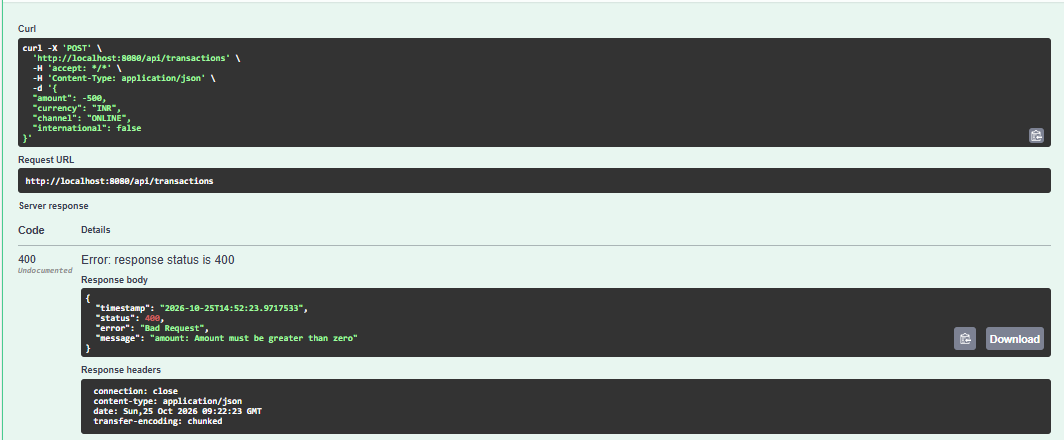 Curl
curl -X 'POST' \
  'http://localhost:8080/api/transactions' \
  -H 'accept: */*' \
  -H 'Content-Type: application/json' \
  -d '{
  "amount": -500,
  "currency": "INR",
  "channel": "ONLINE",
  "international": false
}'
Request URL
http://localhost:8080/api/transactions
Server response
Code Details
400 Error: response status is 400
Undocumented
Response body
{
  "timestamp": "2026-10-25T14:52:23.9717533",
  "status": 400,
  "error": "Bad Request",
  "message": "amount: Amount must be greater than zero"
}
Download
Response headers
connection: close
content-type: application/json
date: Sun,25 Oct 2026 09:22:23 GMT
transfer-encoding: chunked